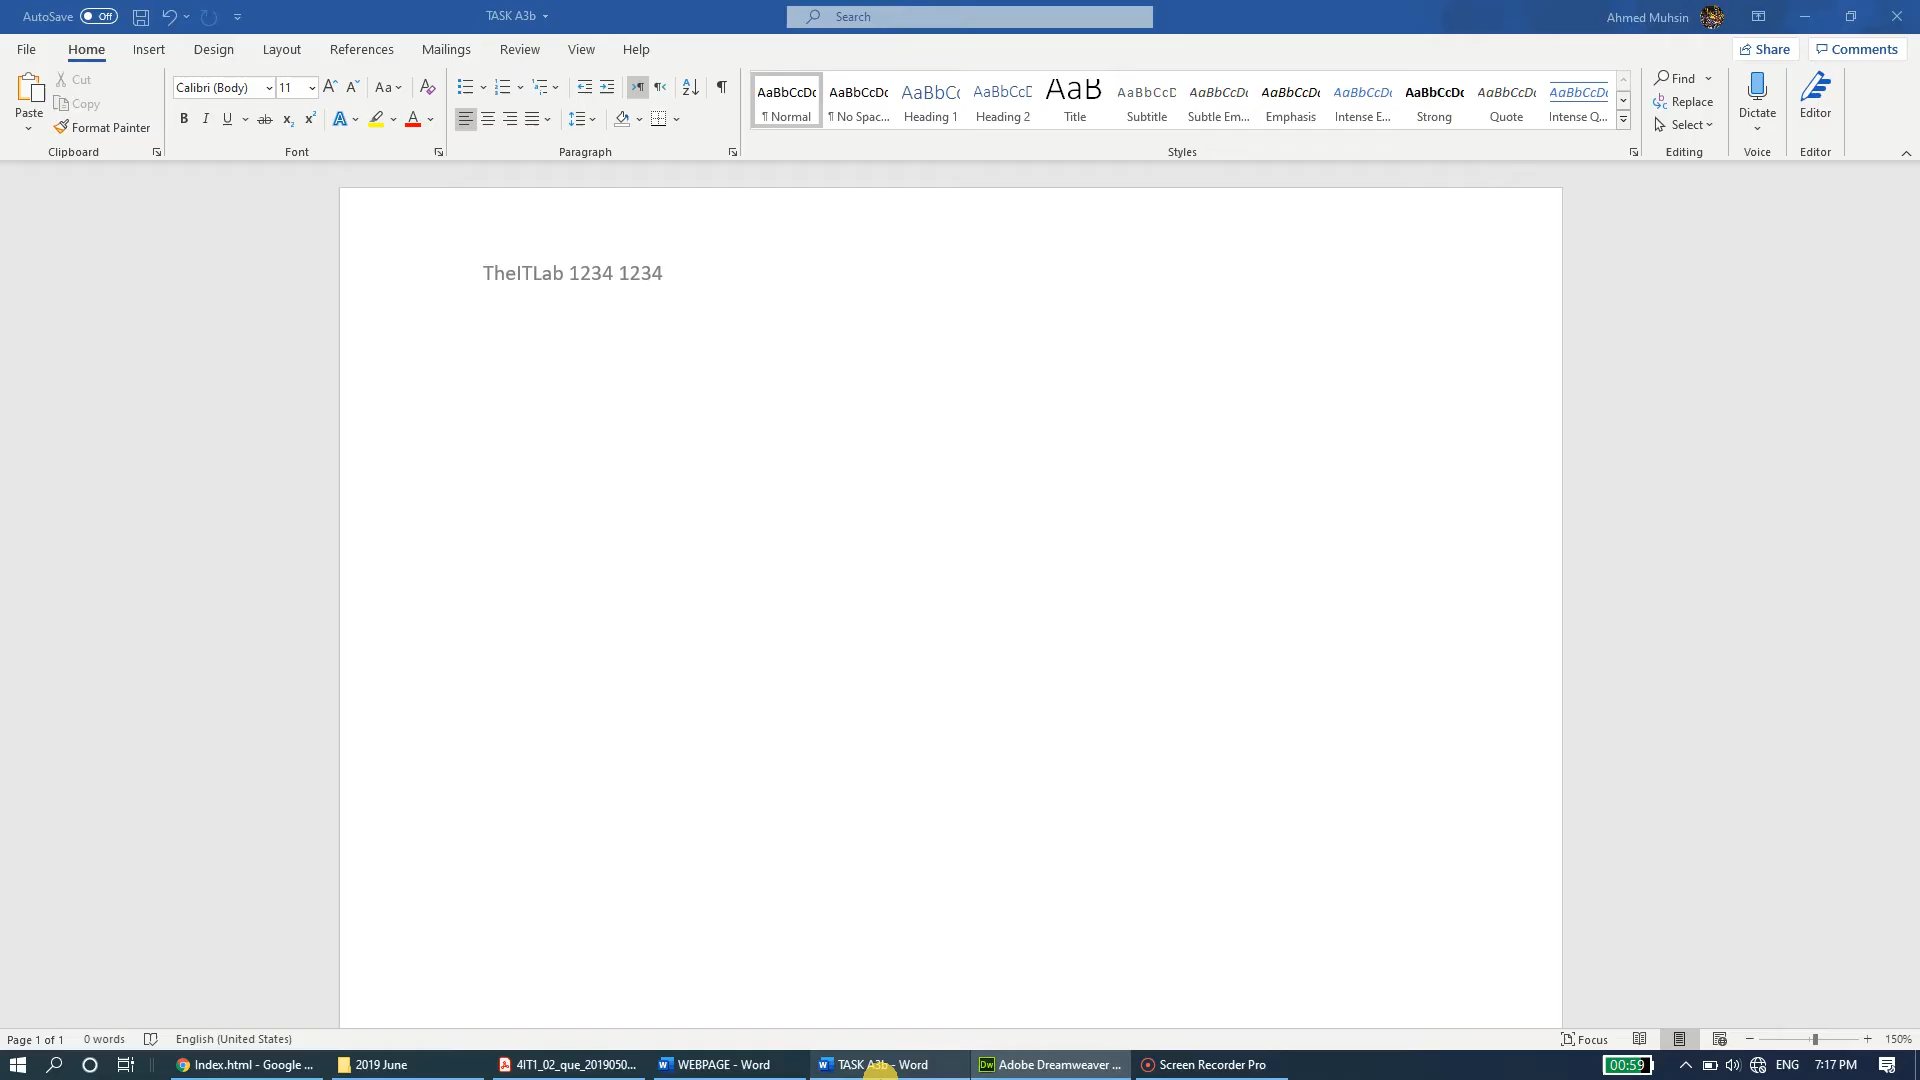 AutoSave Off TASK A3b Search Ahmed Muhsin
File Home Insert Design Layout References Mailings Review View Help Share Comments
Paste Cut Copy Format Painter Clipboard
Calibri (Body) 11 Aa Font
Paragraph
AaBbCcDc AaBbCcDc AaBbCc AaBbCcD AaB AaBbCcD AaBbCcDc AaBbCcDc AaBbCcDc AaBbCcDc AaBbCcDc AaBbCcDc
¶ Normal ¶ No Spac... Heading 1 Heading 2 Title Subtitle Subtle Em... Emphasis Intense E... Strong Quote Intense Q...
Styles
Find Replace Select Editing
Dictate Voice
Editor Editor
TheITLab 1234 1234
Page 1 of 1 0 words English (United States) Focus 150%
Index.html - Google ... 2019 June 4IT1_02_que_2019050... WEBPAGE - Word TASK A3b - Word Adobe Dreamweaver ... Screen Recorder Pro 00:59 ENG 7:17 PM